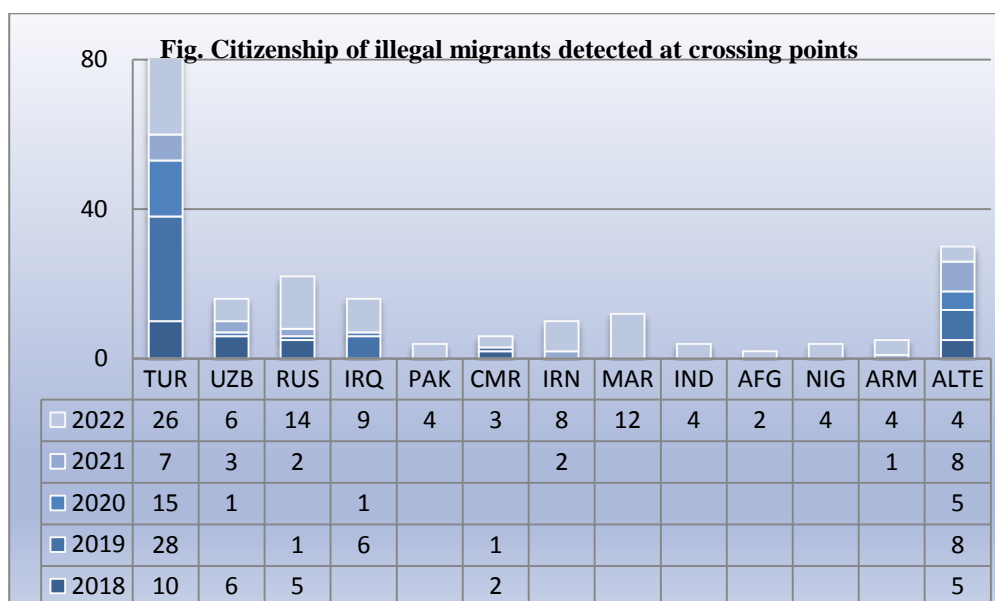 Fig. Citizenship of illegal migrants detected at crossing points
80
40
0
TUR UZB RUS IRQ PAK CMR IRN MAR IND AFG NIG ARM ALTE
2022 26 6 14 9 4 3 8 12 4 2 4 4 4
2021 7 3 2 2 1 8
2020 15 1 1 5
2019 28 1 6 1 8
2018 10 6 5 2 5